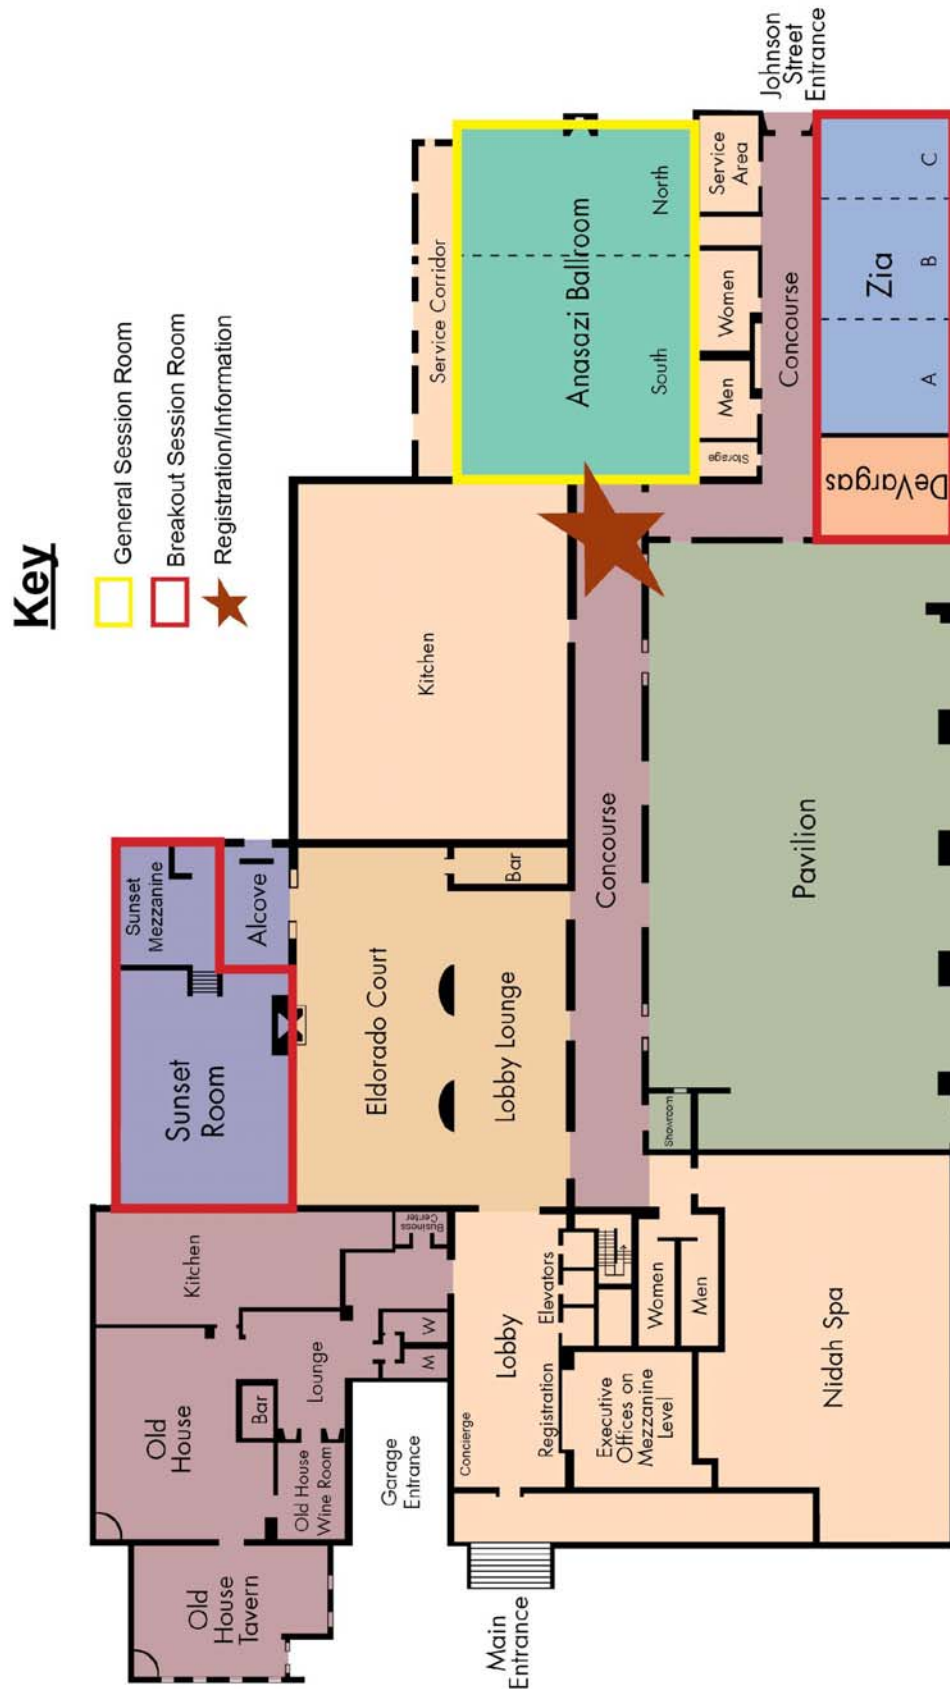 Key
General Session Room
Breakout Session Room
Registration/Information
Old
House
Tavern
Old
House
Kitchen
Bar
Lounge
Old House
Wine Room
M
W
Business
Center
Garage
Entrance
Sunset
Room
Sunset
Mezzanine
Alcove
Eldorado Court
Lobby Lounge
Bar
Kitchen
Service Corridor
Anasazi Ballroom
South
North
Main
Entrance
Concierge
Lobby
Registration
Elevators
Executive
Offices on
Mezzanine
Level
Women
Men
Nidah Spa
Showroom
Concourse
Pavilion
Storage
Men
Women
Service
Area
Concourse
Johnson
Street
Entrance
DeVargas
Zia
A
B
C